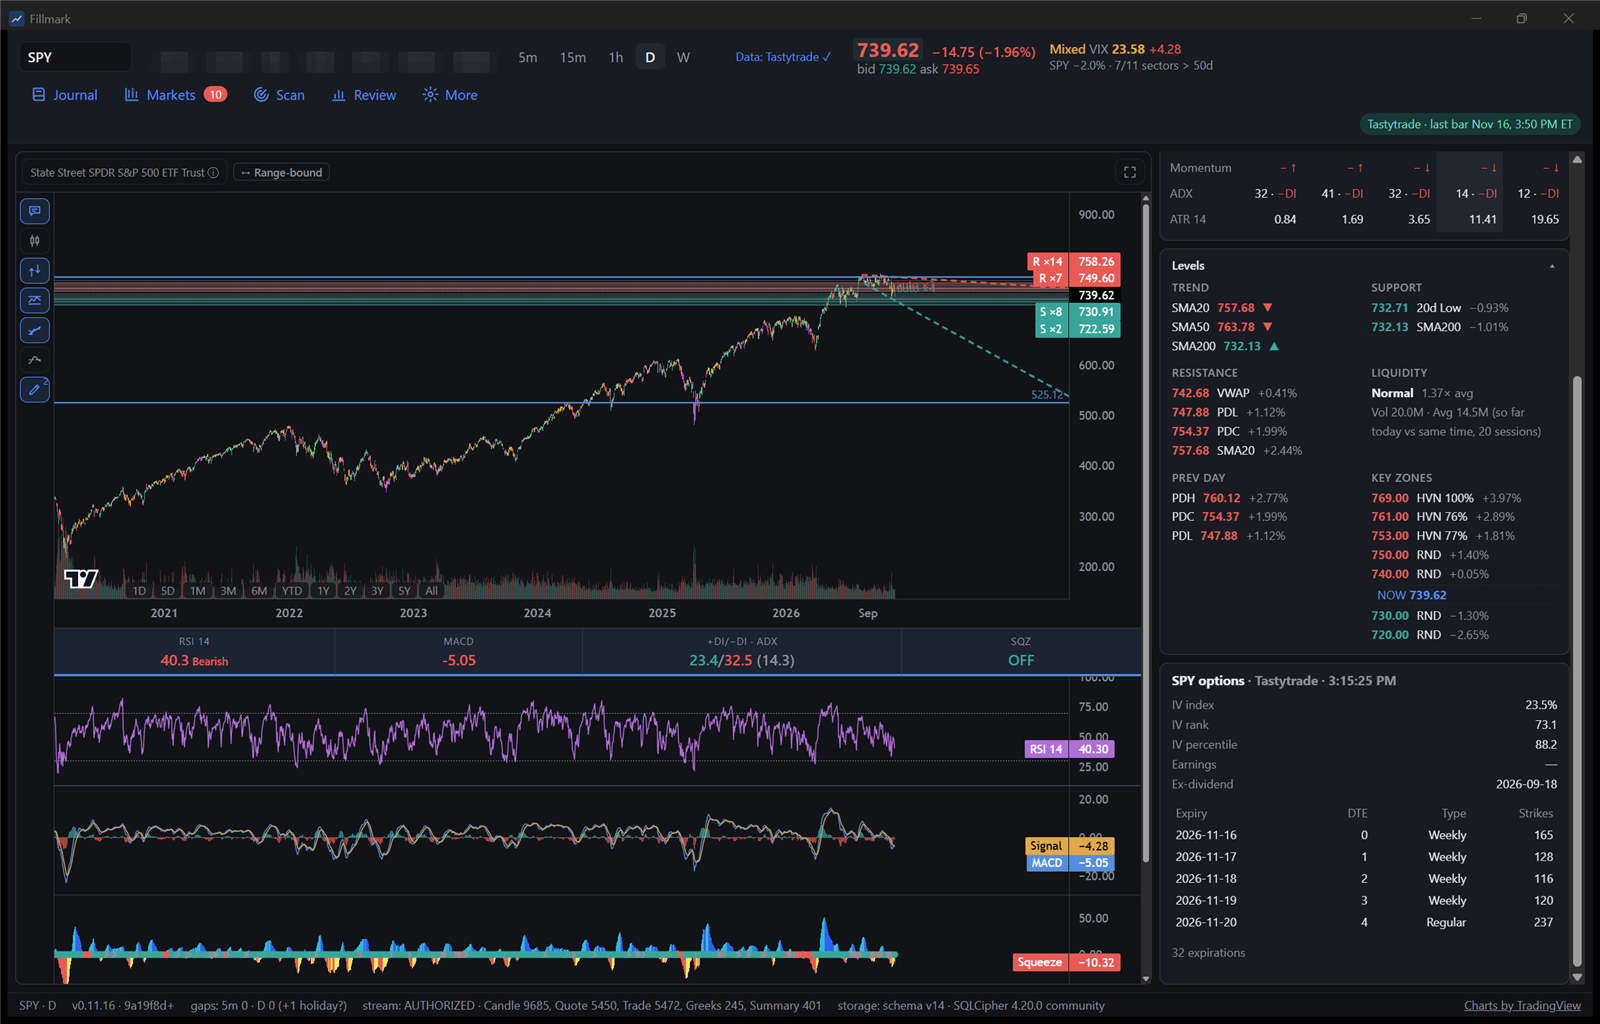 Fillmark
SPY
5m 15m 1h D W
Data: Tastytrade ✓
739.62 −14.75 (−1.96%)
bid 739.62 ask 739.65
Mixed VIX 23.58 +4.28
SPY −2.0% · 7/11 sectors > 50d
Journal Markets 10 Scan Review More
Tastytrade · last bar Nov 16, 3:50 PM ET
State Street SPDR S&P 500 ETF Trust ⓘ
↔ Range-bound
2
900.00
R ×14 758.26
R ×7 749.60
739.62
S ×8 730.91
S ×2 722.59
600.00
525.12
500.00
400.00
300.00
200.00
1D 5D 1M 3M 6M YTD 1Y 2Y 3Y 5Y All
2021 2022 2023 2024 2025 2026 Sep
RSI 14 MACD +DI/−DI · ADX SQZ
40.3 Bearish -5.05 23.4/32.5 (14.3) OFF
100.00
75.00
50.00
RSI 14 40.30
25.00
20.00
0.00
Signal −4.28
MACD −5.05
−20.00
50.00
0.00
Squeeze −10.32
Momentum − ↑ − ↑ − ↓ − ↓ − ↓
ADX 32 · −DI 41 · −DI 32 · −DI 14 · −DI 12 · −DI
ATR 14 0.84 1.69 3.65 11.41 19.65
Levels
TREND
SMA20 757.68 ▼
SMA50 763.78 ▼
SMA200 732.13 ▲
SUPPORT
732.71 20d Low −0.93%
732.13 SMA200 −1.01%
RESISTANCE
742.68 VWAP +0.41%
747.88 PDL +1.12%
754.37 PDC +1.99%
757.68 SMA20 +2.44%
LIQUIDITY
Normal 1.37× avg
Vol 20.0M · Avg 14.5M (so far
today vs same time, 20 sessions)
PREV DAY
PDH 760.12 +2.77%
PDC 754.37 +1.99%
PDL 747.88 +1.12%
KEY ZONES
769.00 HVN 100% +3.97%
761.00 HVN 76% +2.89%
753.00 HVN 77% +1.81%
750.00 RND +1.40%
740.00 RND +0.05%
NOW 739.62
730.00 RND −1.30%
720.00 RND −2.65%
SPY options · Tastytrade · 3:15:25 PM
IV index 23.5%
IV rank 73.1
IV percentile 88.2
Earnings —
Ex-dividend 2026-09-18
Expiry DTE Type Strikes
2026-11-16 0 Weekly 165
2026-11-17 1 Weekly 128
2026-11-18 2 Weekly 116
2026-11-19 3 Weekly 120
2026-11-20 4 Regular 237
32 expirations
SPY · D v0.11.16 · 9a19f8d+ gaps: 5m 0 · D 0 (+1 holiday?) stream: AUTHORIZED · Candle 9685, Quote 5450, Trade 5472, Greeks 245, Summary 401 storage: schema v14 · SQLCipher 4.20.0 community
Charts by TradingView